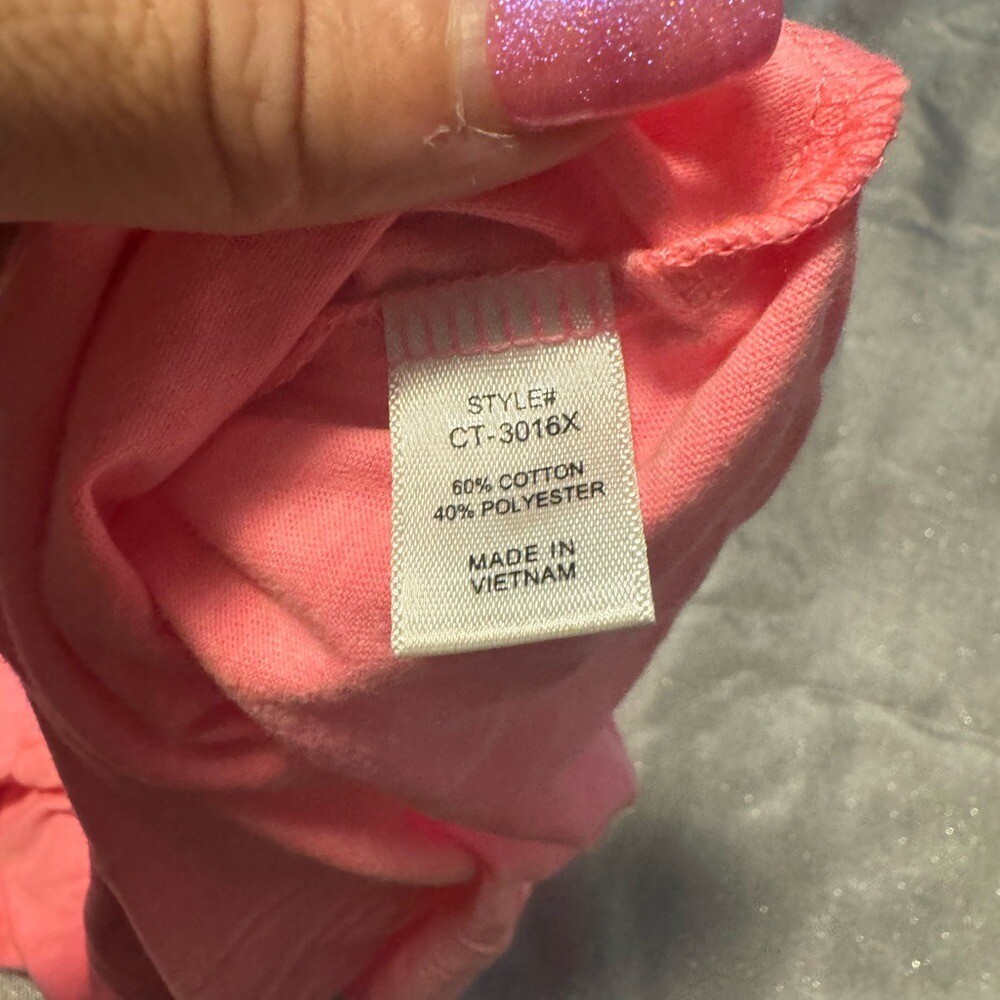 STYLE#
CT-3016X
60% COTTON
40% POLYESTER
MADE IN
VIETNAM